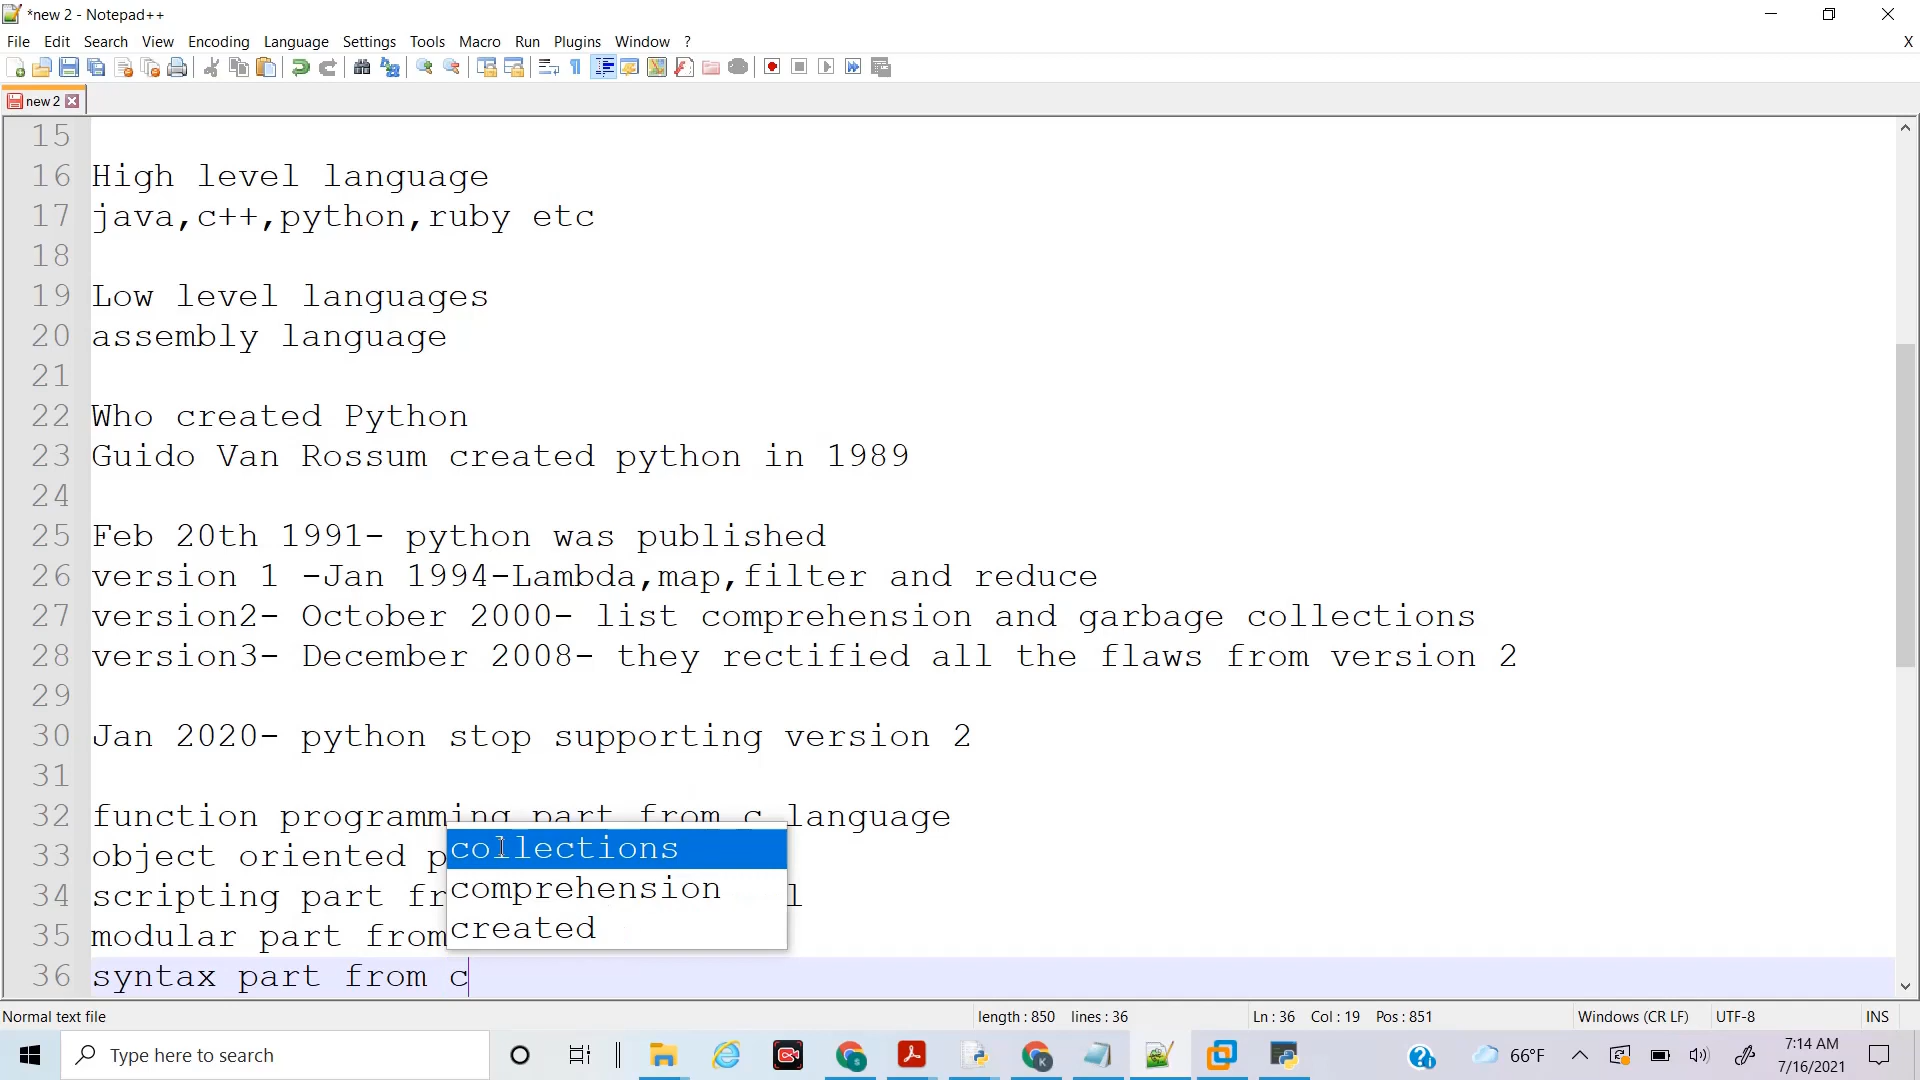 *new 2 - Notepad++
File Edit Search View Encoding Language Settings Tools Macro Run Plugins Window ? X
new 2
15
16 High level language
17 java,c++,python,ruby etc
18
19 Low level languages
20 assembly language
21
22 Who created Python
23 Guido Van Rossum created python in 1989
24
25 Feb 20th 1991- python was published
26 version 1 -Jan 1994-Lambda,map,filter and reduce
27 version2- October 2000- list comprehension and garbage collections
28 version3- December 2008- they rectified all the flaws from version 2
29
30 Jan 2020- python stop supporting version 2
31
32 function programming part from c language
33 object oriented p
collections
34 scripting part fr
comprehension
35 modular part from
created
36 syntax part from c
Normal text file length : 850 lines : 36 Ln : 36 Col : 19 Pos : 851 Windows (CR LF) UTF-8 INS
Type here to search 66°F 7:14 AM
7/16/2021